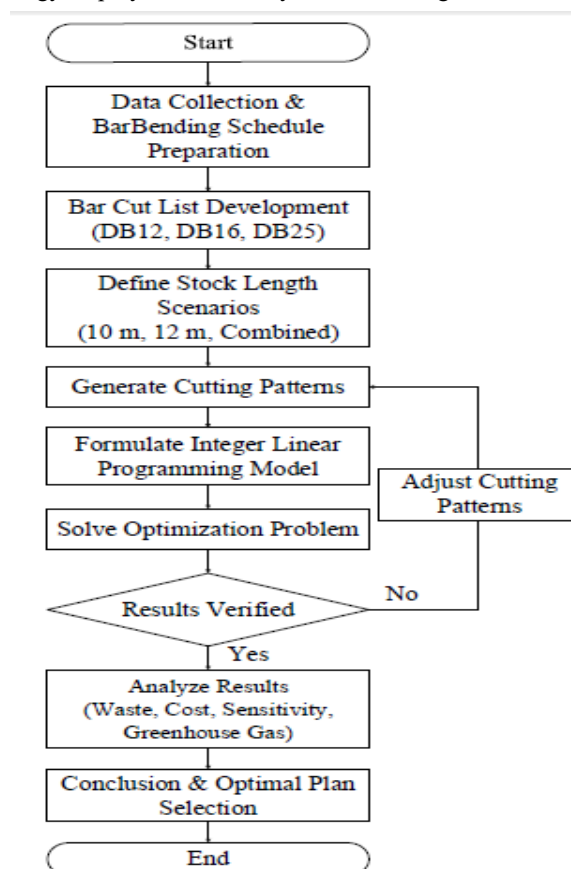 Start
Data Collection &
BarBending Schedule
Preparation
Bar Cut List Development
(DB12, DB16, DB25)
Define Stock Length
Scenarios
(10 m, 12 m, Combined)
Generate Cutting Patterns
Formulate Integer Linear
Programming Model
Adjust Cutting
Patterns
Solve Optimization Problem
Results Verified
No
Yes
Analyze Results
(Waste, Cost, Sensitivity,
Greenhouse Gas)
Conclusion & Optimal Plan
Selection
End